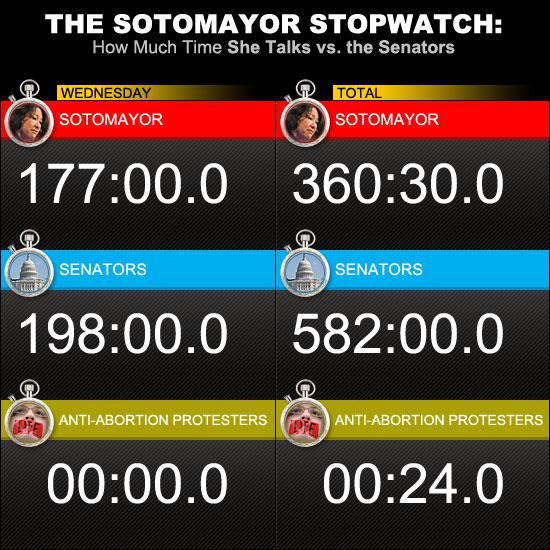 THE SOTOMAYOR STOPWATCH:
How Much Time She Talks vs. the Senators
WEDNESDAY
SOTOMAYOR
177:00.0
SENATORS
198:00.0
ANTI-ABORTION PROTESTERS
00:00.0
TOTAL
SOTOMAYOR
360:30.0
SENATORS
582:00.0
ANTI-ABORTION PROTESTERS
00:24.0